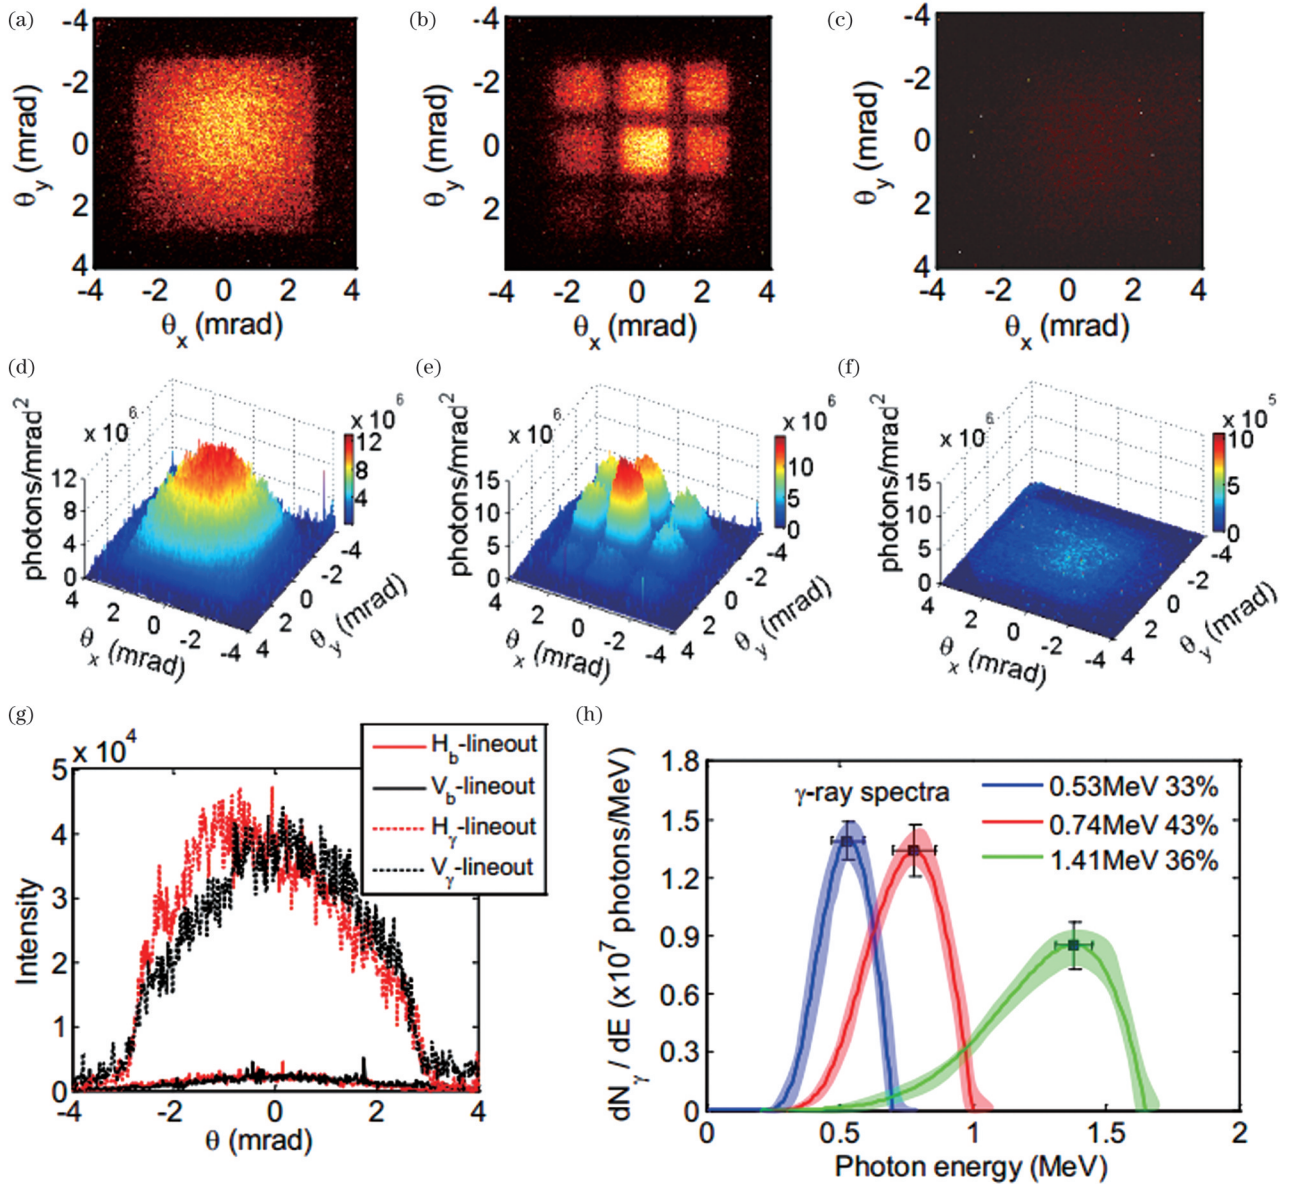 (a)
-4
-2
0
2
4
θy (mrad)
-4 -2 0 2 4
θx (mrad)
(b)
-4
-2
0
2
θy (mrad)
-4 -2 0 2 4
θx (mrad)
(c)
-4
-2
0
2
4
θy (mrad)
-4 -2 0 2 4
θx (mrad)
(d)
photons/mrad2
x 10 6
12
8
4
0
4 2 0 -2 -4
θx (mrad)
4 2 0 -2 -4
θy (mrad)
x 10 6
12
8
4
(e)
photons/mrad2
x 10 6
15
10
5
0
4 2 0 -2 -4
θx (mrad)
4 2 0 -2 -4
θy (mrad)
x 10 6
10
5
0
(f)
photons/mrad2
x 10 6
15
10
5
0
4 2 0 -2 -4
θx (mrad)
4 2 0 -2 -4
θy (mrad)
x 10 5
10
5
0
(g)
x 10 4
5
4
3
2
1
0
Intensity
-4 -2 0 2 4
θ (mrad)
Hb-lineout
Vb-lineout
Hγ-lineout
Vγ-lineout
(h)
dNγ / dE (x10 7 photons/MeV)
1.8
1.5
1.2
0.9
0.6
0.3
0
γ-ray spectra
0.53MeV 33%
0.74MeV 43%
1.41MeV 36%
0 0.5 1 1.5 2
Photon energy (MeV)